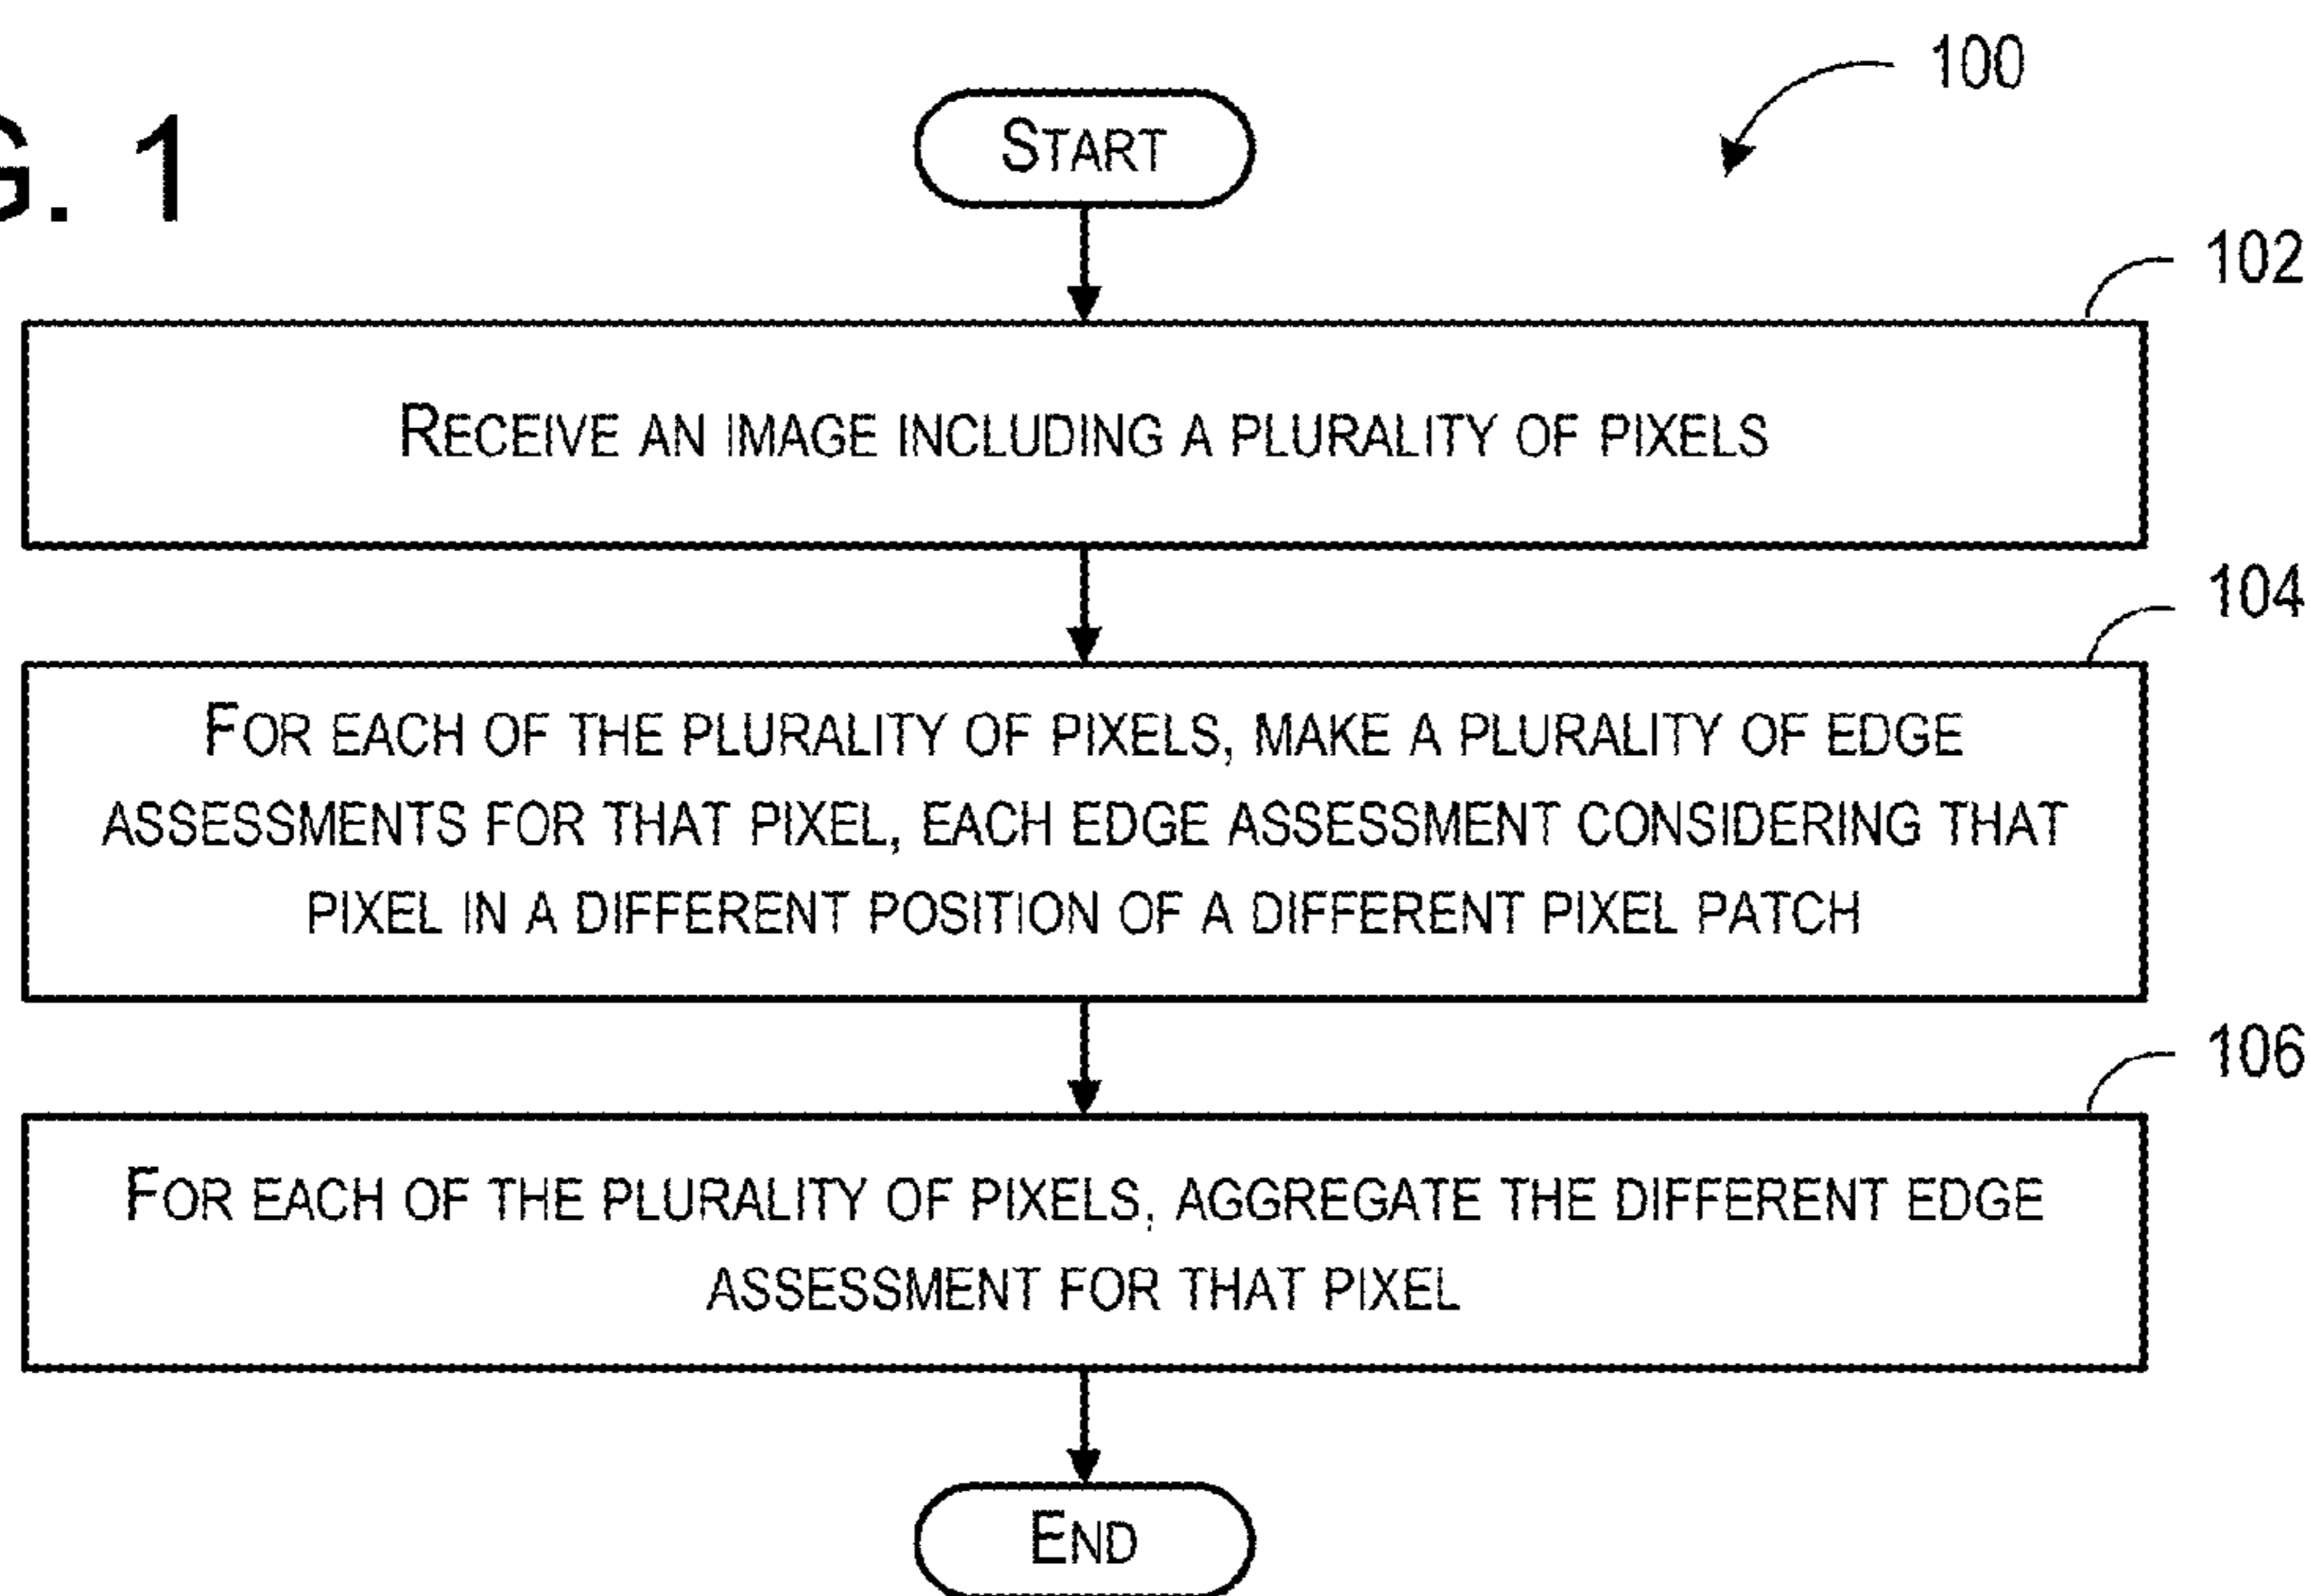 G. 1
100
START
102
RECEIVE AN IMAGE INCLUDING A PLURALITY OF PIXELS
104
FOR EACH OF THE PLURALITY OF PIXELS, MAKE A PLURALITY OF EDGE
ASSESSMENTS FOR THAT PIXEL, EACH EDGE ASSESSMENT CONSIDERING THAT
PIXEL IN A DIFFERENT POSITION OF A DIFFERENT PIXEL PATCH
106
FOR EACH OF THE PLURALITY OF PIXELS, AGGREGATE THE DIFFERENT EDGE
ASSESSMENT FOR THAT PIXEL
END